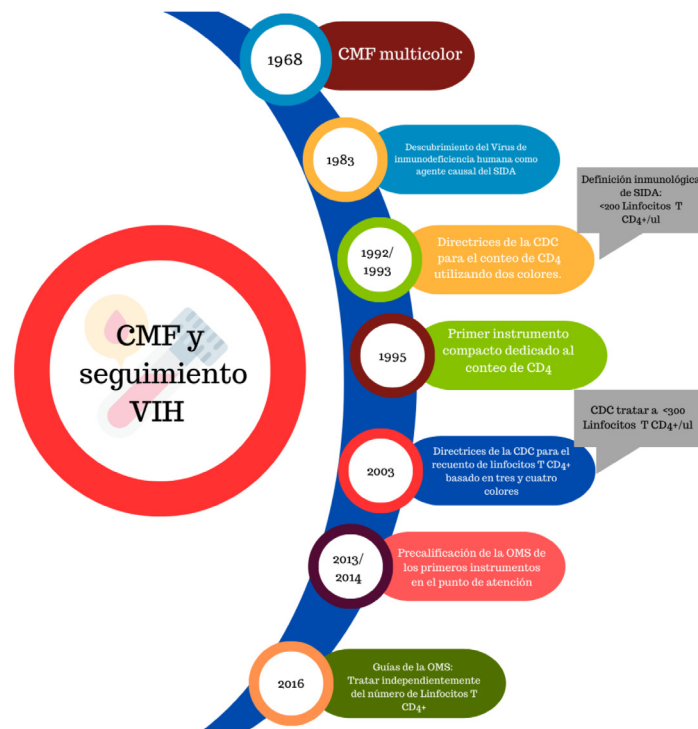 1968
CMF multicolor
1983
Descubrimiento del Virus de
inmunodeficiencia humana como
agente causal del SIDA
Definición inmunológica
de SIDA:
<200 Linfocitos T
CD4+/ul
1992/
1993
Directrices de la CDC
para el conteo de CD4
utilizando dos colores.
CMF y
seguimiento
VIH
1995
Primer instrumento
compacto dedicado al
conteo de CD4
CDC tratar a <300
Linfocitos T CD4+/ul
2003
Directrices de la CDC para el
recuento de linfocitos T CD4+
basado en tres y cuatro
colores
2013/
2014
Precalificación de la OMS de
los primeros instrumentos
en el punto de atención
2016
Guías de la OMS:
Tratar independientemente
del número de Linfocitos T
CD4+